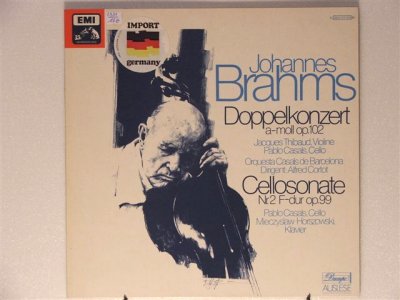 EMI
IMPORT
germany
Johannes
Brahms
Doppelkonzert
a-moll op.102
Jacques Thibaud, Violine
Pablo Casals, Cello
Orquesta Casals de Barcelona
Dirigent: Alfred Cortot
Cellosonate
Nr.2 F-dur op.99
Pablo Casals, Cello
Mieczyslaw Horszowski,
Klavier
AUSLESE